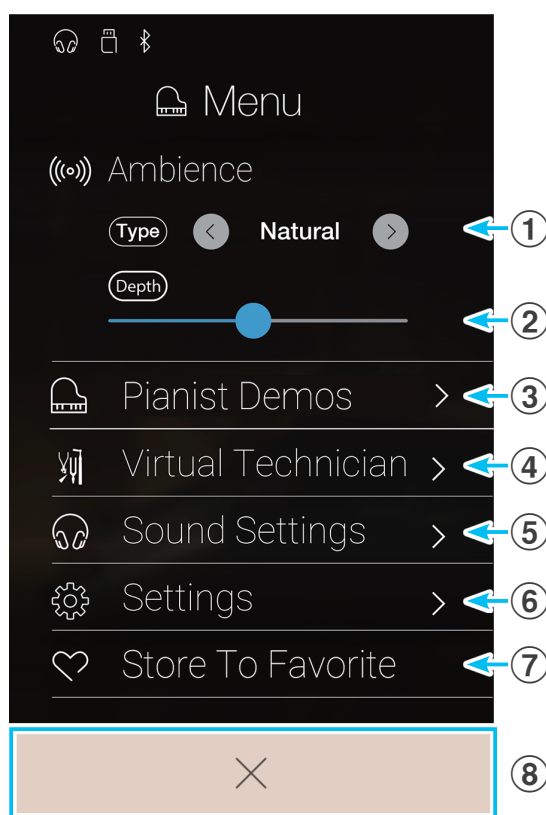 Menu
Ambience
Type < Natural > ①
Depth
②
Pianist Demos > ③
Virtual Technician > ④
Sound Settings > ⑤
Settings > ⑥
Store To Favorite ⑦
× ⑧